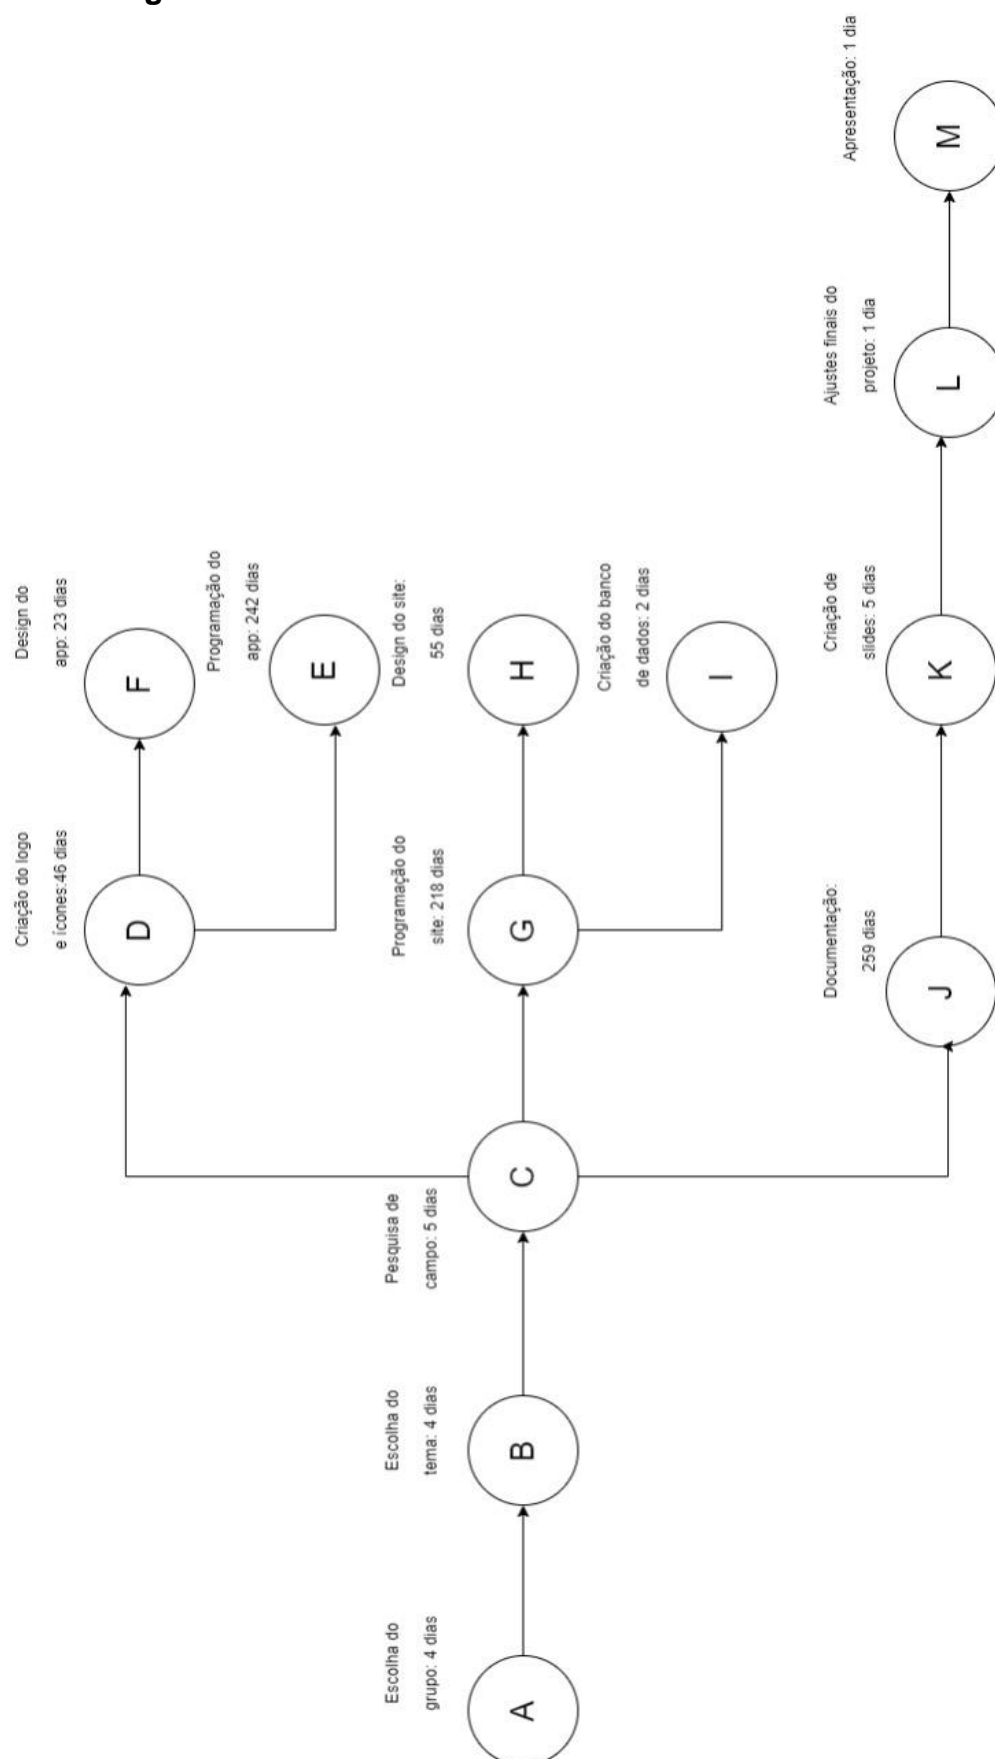 Escolha do
grupo: 4 dias
A
Escolha do
tema: 4 dias
B
Pesquisa de
campo: 5 dias
C
Criação do logo
e ícones:46 dias
D
Design do
app: 23 dias
F
Programação do
app: 242 dias
E
Programação do
site: 218 dias
G
Design do site:
55 dias
H
Criação do banco
de dados: 2 dias
I
Documentação:
259 dias
J
Criação de
slides: 5 dias
K
Ajustes finais do
projeto: 1 dia
L
Apresentação: 1 dia
M